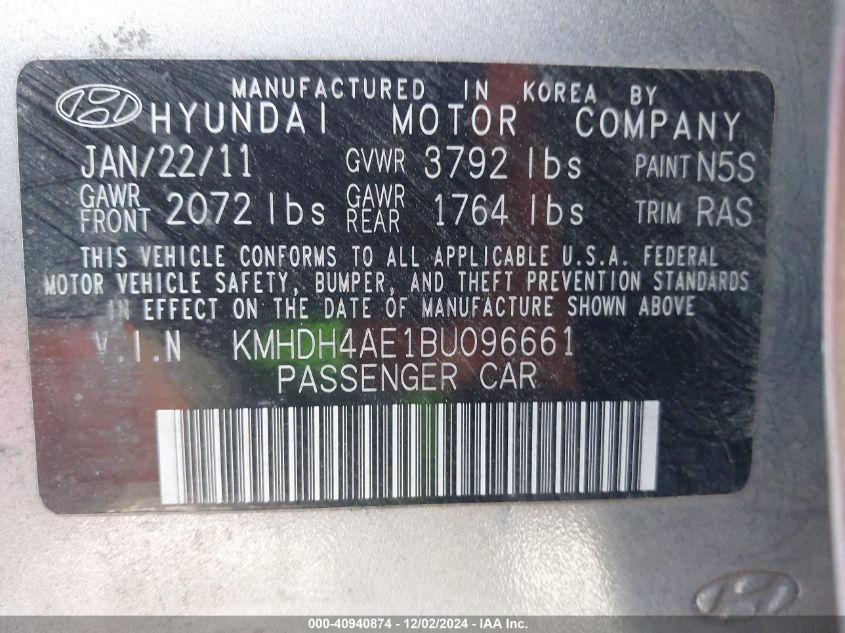 MANUFACTURED IN KOREA BY
HYUNDAI MOTOR COMPANY
JAN/22/11 GVWR 3792 lbs PAINT N5S
GAWR FRONT 2072 lbs GAWR REAR 1764 lbs TRIM RAS
THIS VEHICLE CONFORMS TO ALL APPLICABLE U.S.A. FEDERAL
MOTOR VEHICLE SAFETY, BUMPER, AND THEFT PREVENTION STANDARDS
IN EFFECT ON THE DATE OF MANUFACTURE SHOWN ABOVE
V.I.N KMHDH4AE1BU096661
PASSENGER CAR
000-40940874 - 12/02/2024 - IAA Inc.